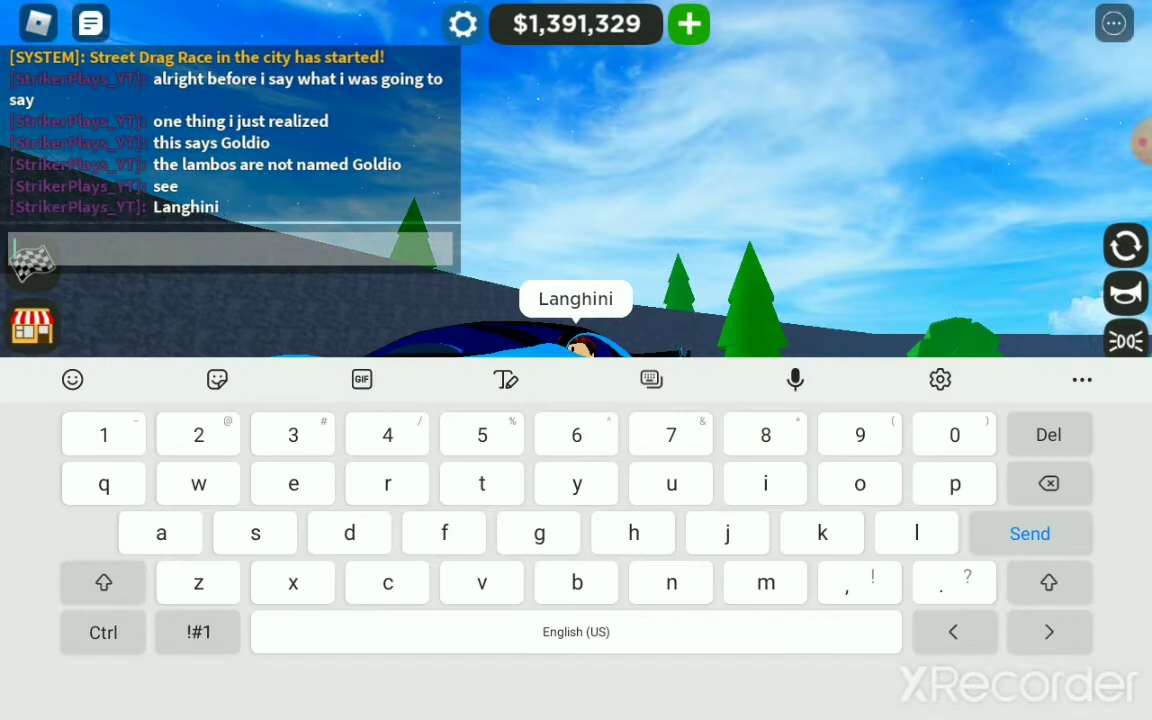 $1,391,329
[SYSTEM]: Street Drag Race in the city has started!
[StrikerPlays_YT]: alright before i say what i was going to
say
[StrikerPlays_YT]: one thing i just realized
[StrikerPlays_YT]: this says Goldio
[StrikerPlays_YT]: the lambos are not named Goldio
[StrikerPlays_YT]: see
[StrikerPlays_YT]: Langhini
Langhini
GIF
1 - 2 @ 3 # 4 / 5 % 6 ^ 7 & 8 * 9 ( 0 ) Del
q w e r t y u i o p
a s d f g h j k l Send
z x c v b n m , ! . ?
Ctrl !#1 English (US) < >
XRecorder